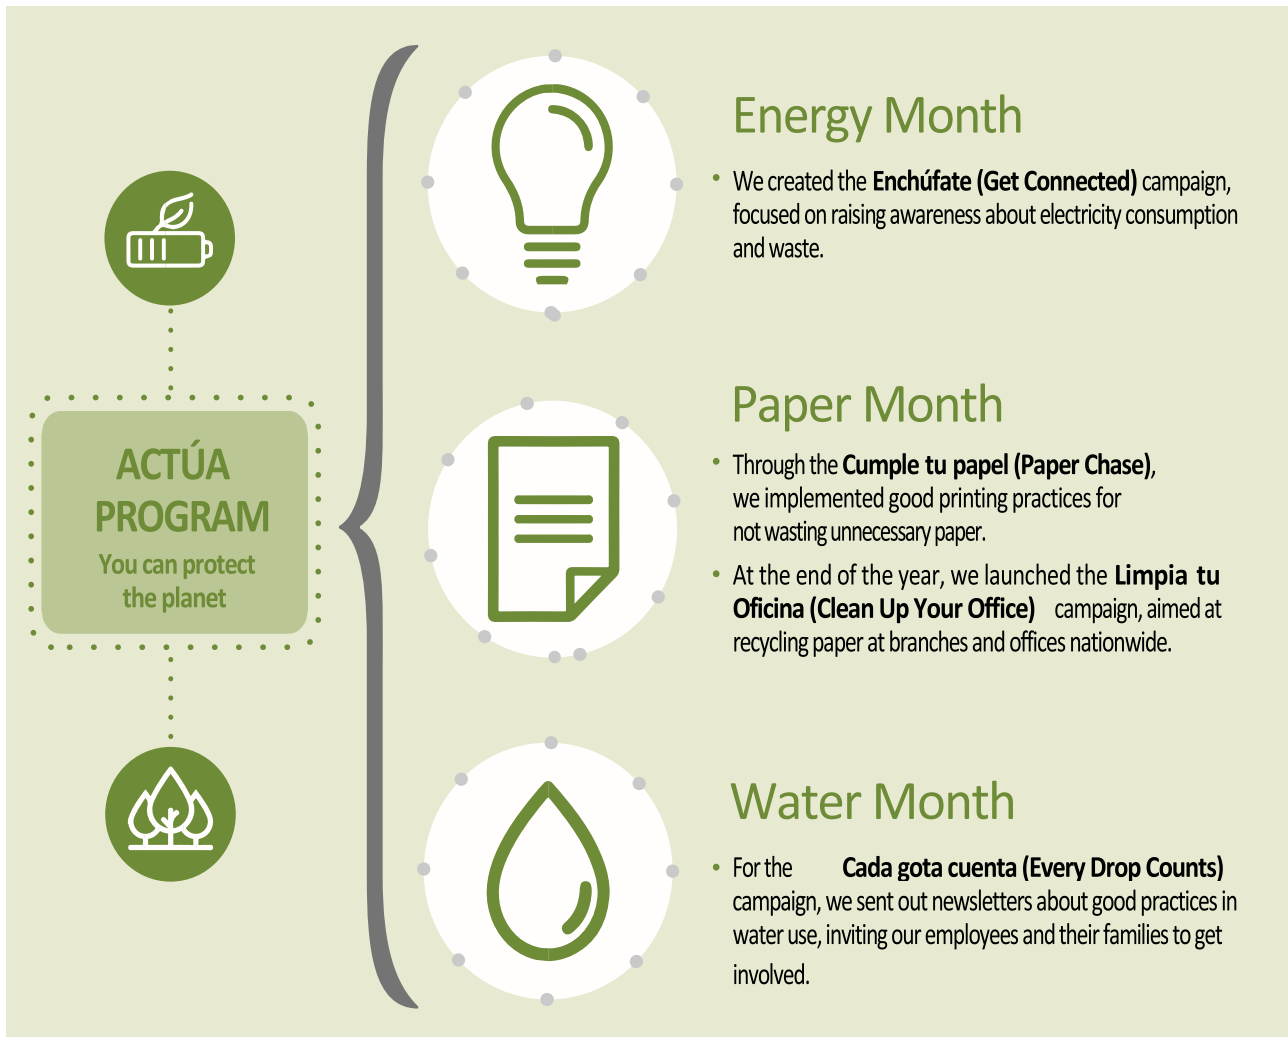 ACTÚA
PROGRAM
You can protect
the planet
Energy Month
• We created the Enchúfate (Get Connected) campaign,
focused on raising awareness about electricity consumption
and waste.
Paper Month
• Through the Cumple tu papel (Paper Chase),
we implemented good printing practices for
not wasting unnecessary paper.
• At the end of the year, we launched the Limpia tu
Oficina (Clean Up Your Office) campaign, aimed at
recycling paper at branches and offices nationwide.
Water Month
• For the Cada gota cuenta (Every Drop Counts)
campaign, we sent out newsletters about good practices in
water use, inviting our employees and their families to get
involved.